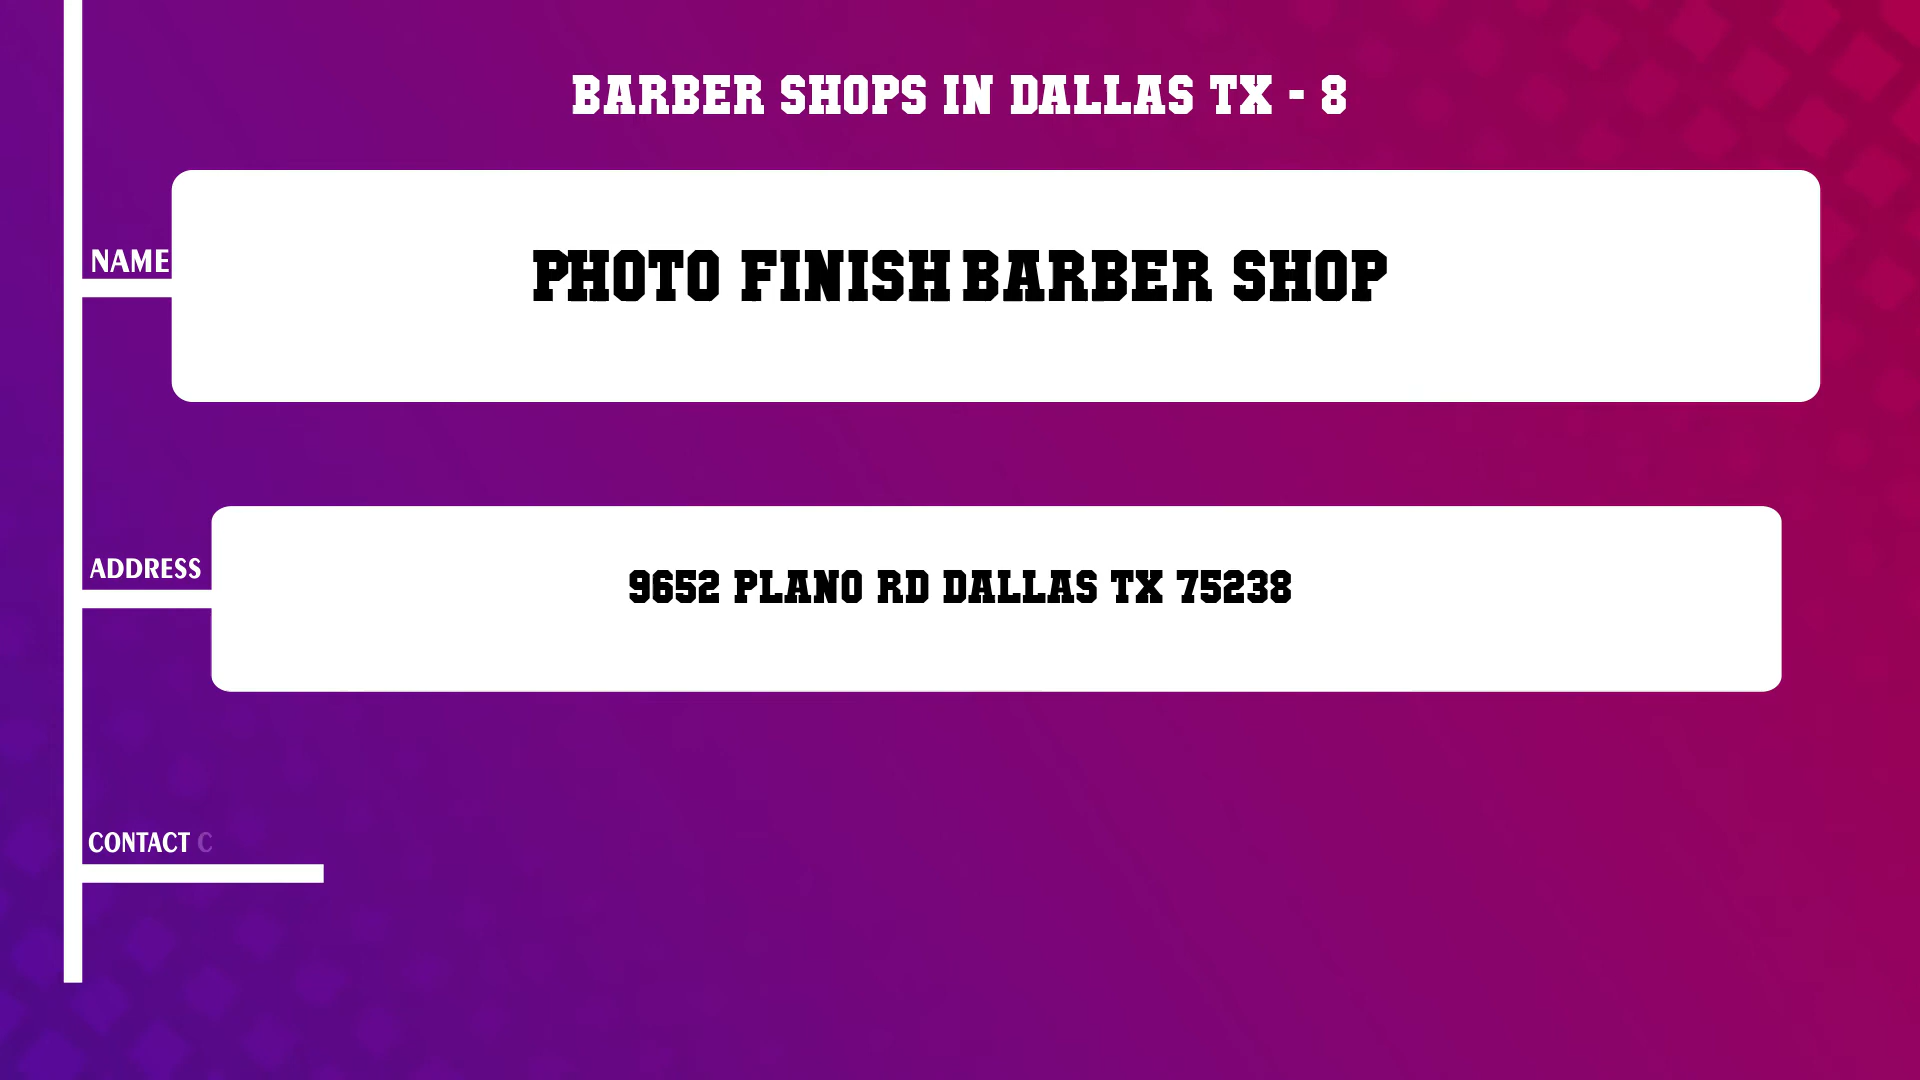 BARBER SHOPS IN DALLAS TX - 8
NAME
PHOTO FINISH BARBER SHOP
ADDRESS
9652 PLANO RD DALLAS TX 75238
CONTACT C